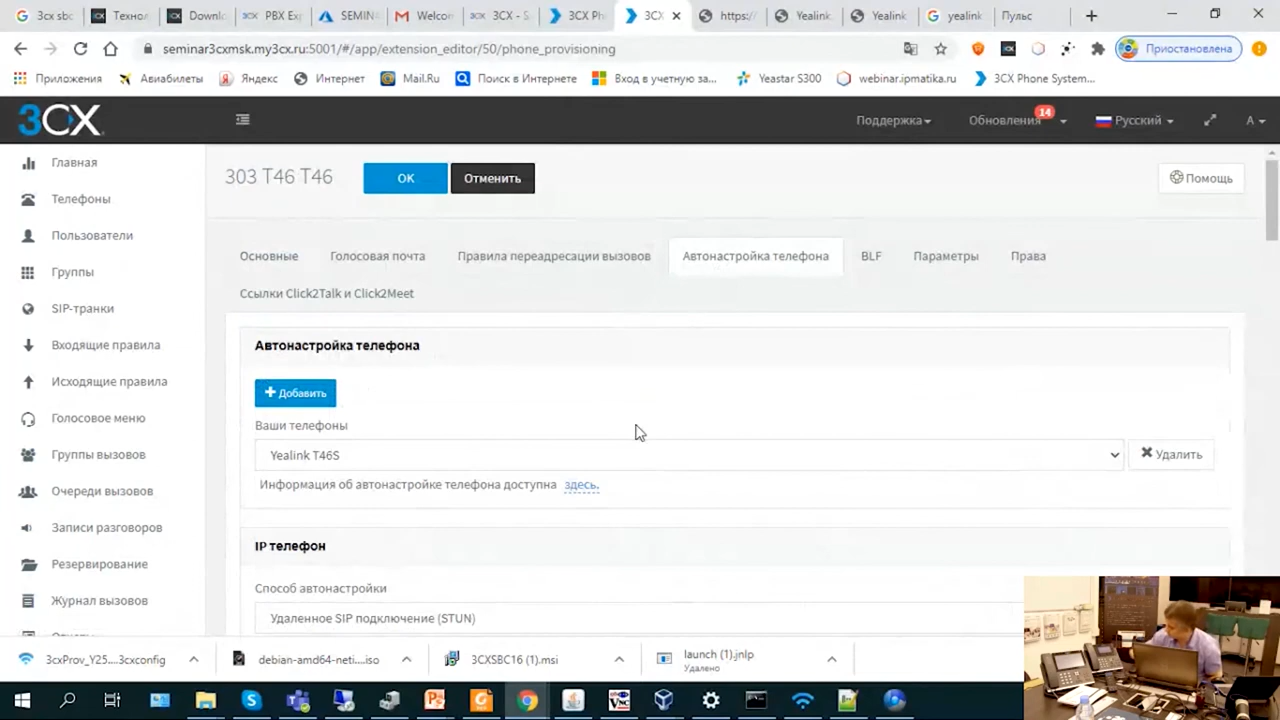 3cx sbc
Техно
Downlo
PBX Ex
SEMIN
Welcon
3CX - S
3CX Ph
3CX
https:/
Yealink
Yealink
yealink
Пульс
seminar3cxmsk.my3cx.ru:5001/#/app/extension_editor/50/phone_provisioning
Приостановлена
Приложения
Авиабилеты
Яндекс
Интернет
Mail.Ru
Поиск в Интернете
Вход в учетную за...
Yeastar S300
webinar.ipmatika.ru
3CX Phone System...
3CX
Поддержка
Обновления
14
Русский
А
Главная
Телефоны
Пользователи
Группы
SIP-транки
Входящие правила
Исходящие правила
Голосовое меню
Группы вызовов
Очереди вызовов
Записи разговоров
Резервирование
Журнал вызовов
303 T46 T46
OK
Отменить
Помощь
Основные
Голосовая почта
Правила переадресации вызовов
Автонастройка телефона
BLF
Параметры
Права
Ссылки Click2Talk и Click2Meet
Автонастройка телефона
+ Добавить
Ваши телефоны
Yealink T46S
Удалить
Информация об автонастройке телефона доступна здесь.
IP телефон
Способ автонастройки
Удаленное SIP подключение (STUN)
3cxProv_Y25....3cxconfig
debian-amd64-neti....iso
3CXSBC16 (1).msi
launch (1).jnlp
Удалено